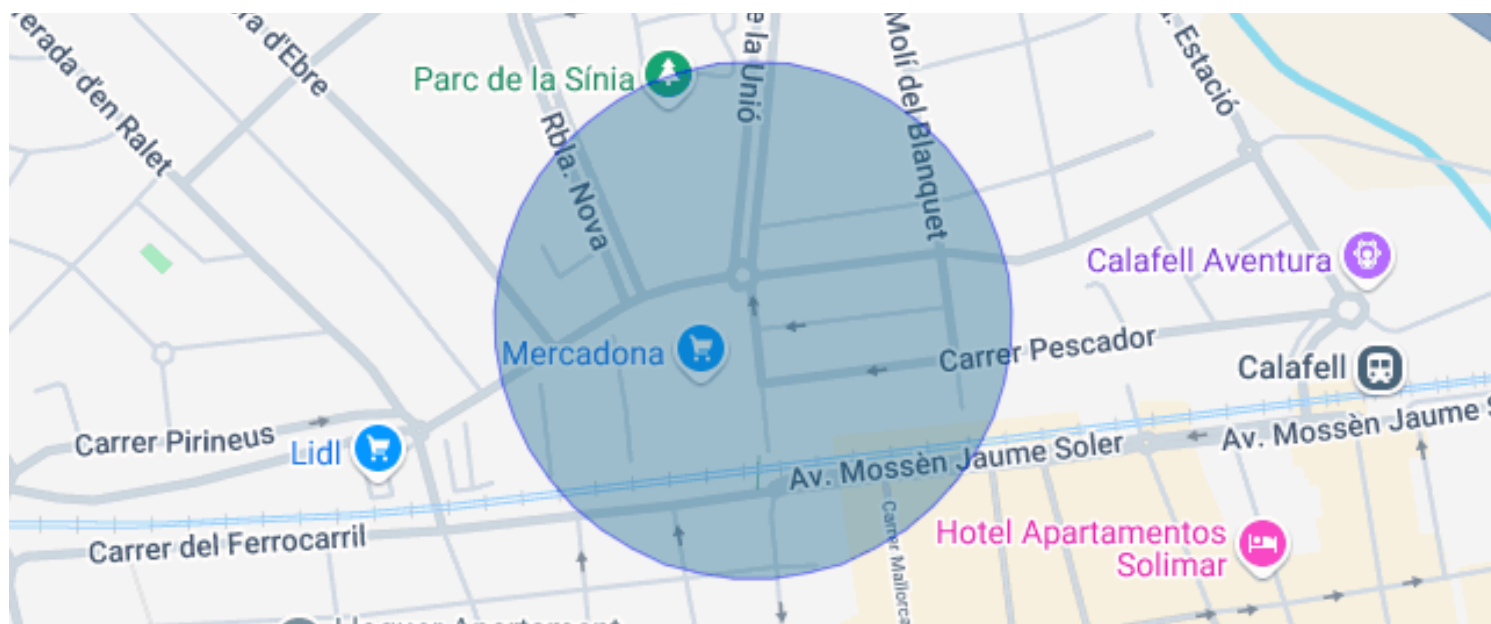 erada d'en Ralet
ra d'Ebre
Parc de la Sínia
Rbla. Nova
e la Unió
Molí del Blanquet
Estació
Calafell Aventura
Mercadona
Carrer Pescador
Calafell
Carrer Pirineus
Lidl
Av. Mossèn Jaume Soler
Av. Mossèn Jaume S
Carrer del Ferrocarril
Carrer Mallorca
Hotel Apartamentos
Solimar